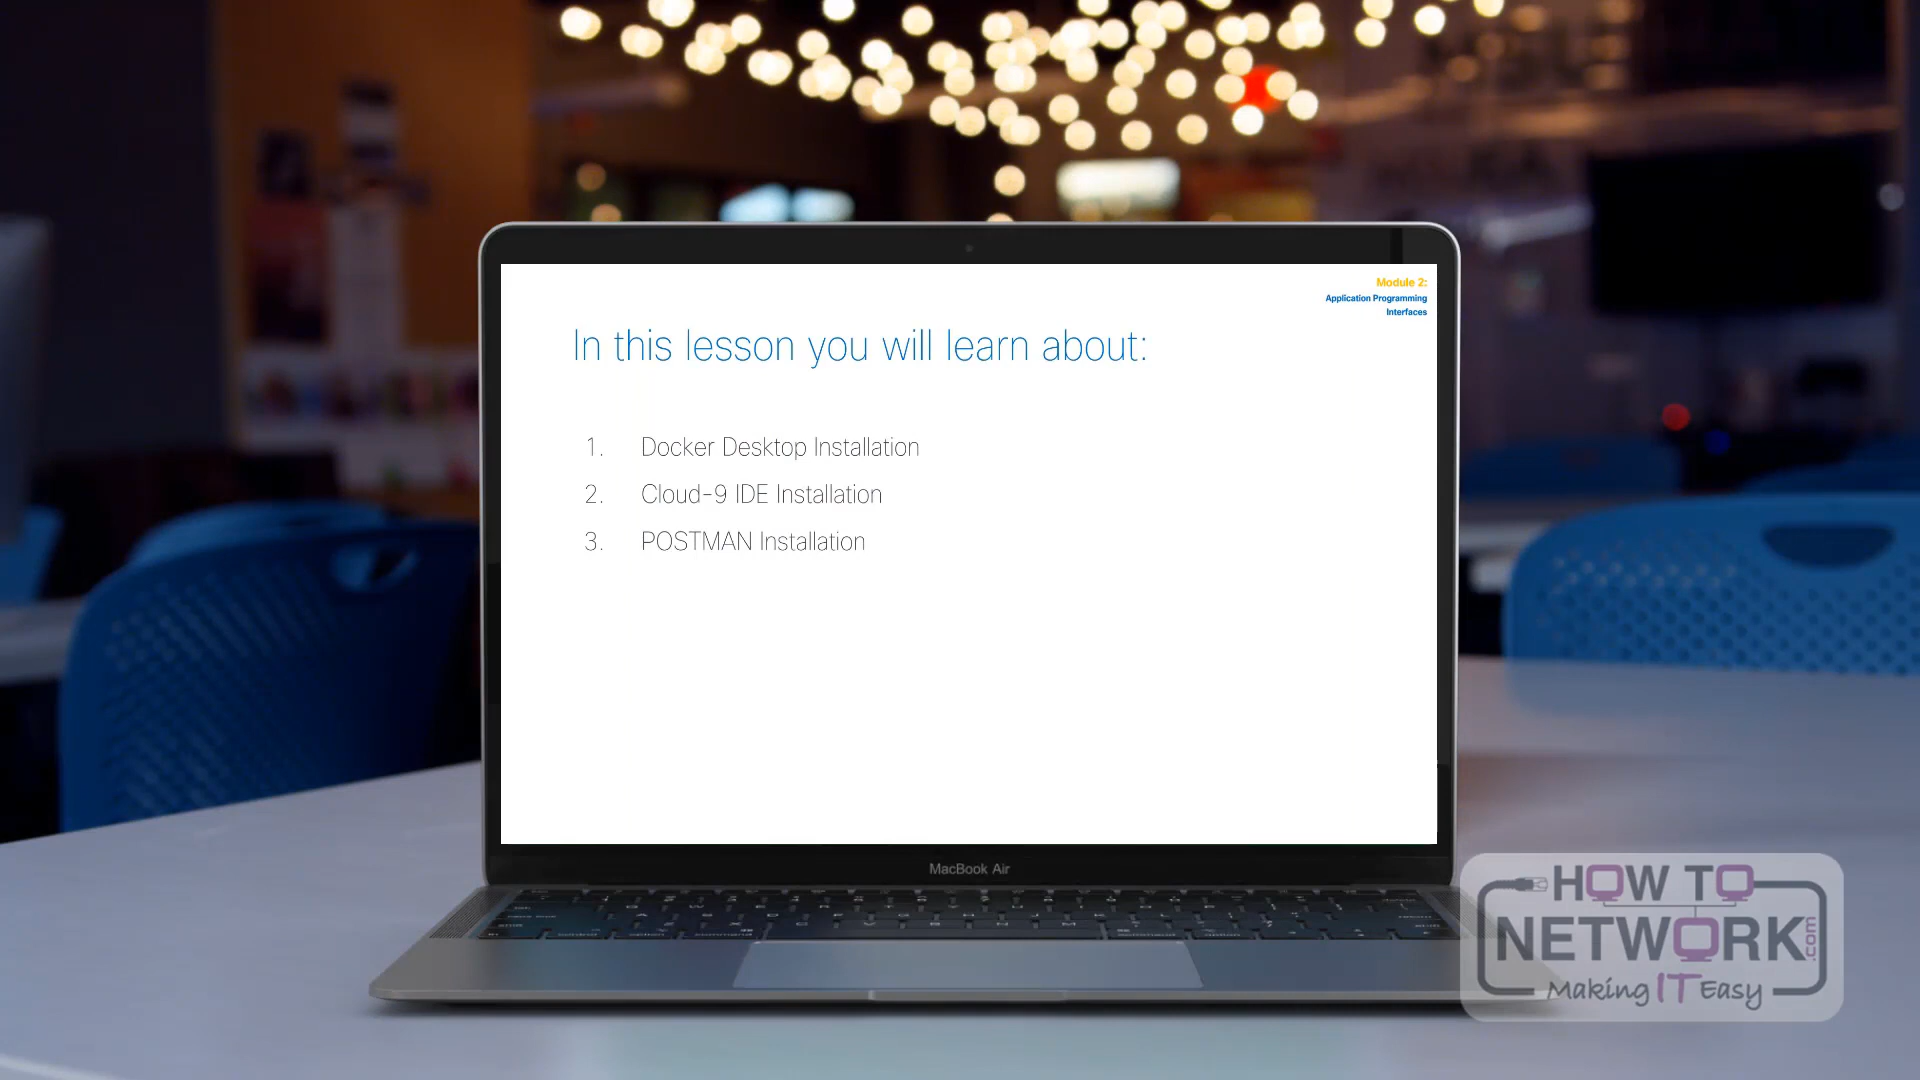 Module 2:
Application Programming
Interfaces
In this lesson you will learn about:
1. Docker Desktop Installation
2. Cloud-9 IDE Installation
3. POSTMAN Installation
MacBook Air
HOW TO
NETWORK.com
Making IT Easy